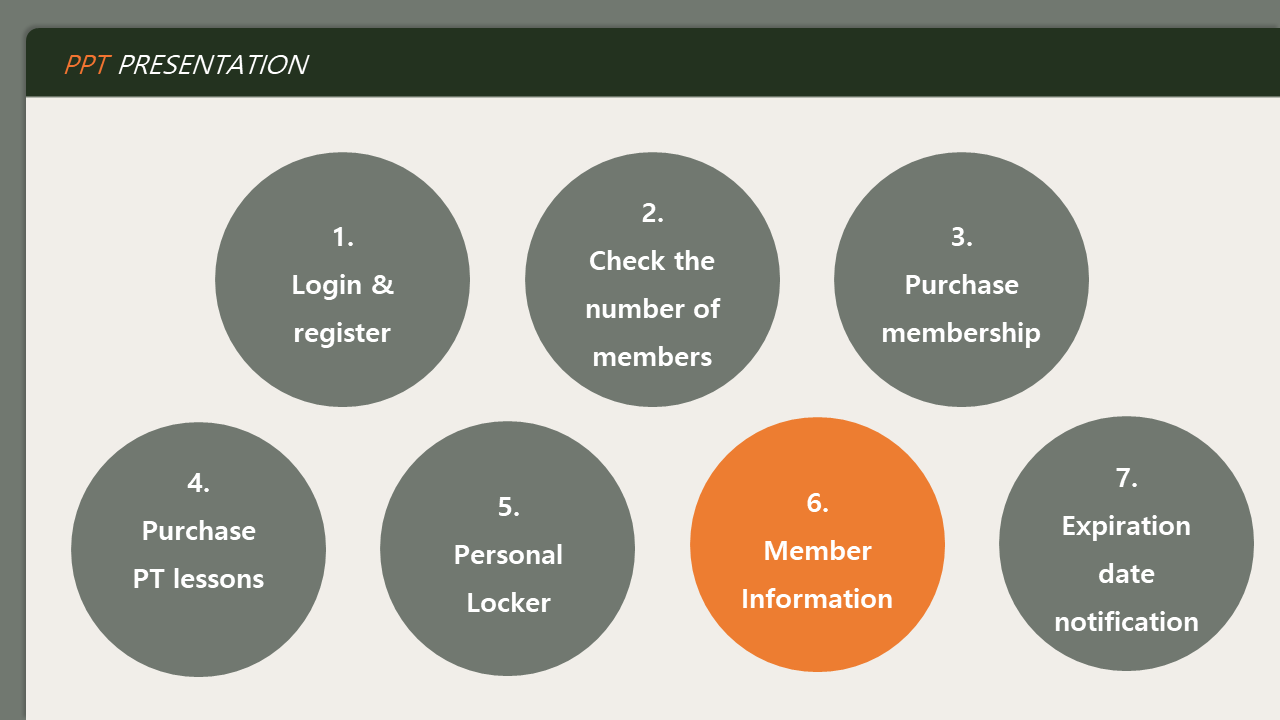 PPT PRESENTATION
1.
Login &
register
2.
Check the
number of
members
3.
Purchase
membership
4.
Purchase
PT lessons
5.
Personal
Locker
6.
Member
Information
7.
Expiration
date
notification